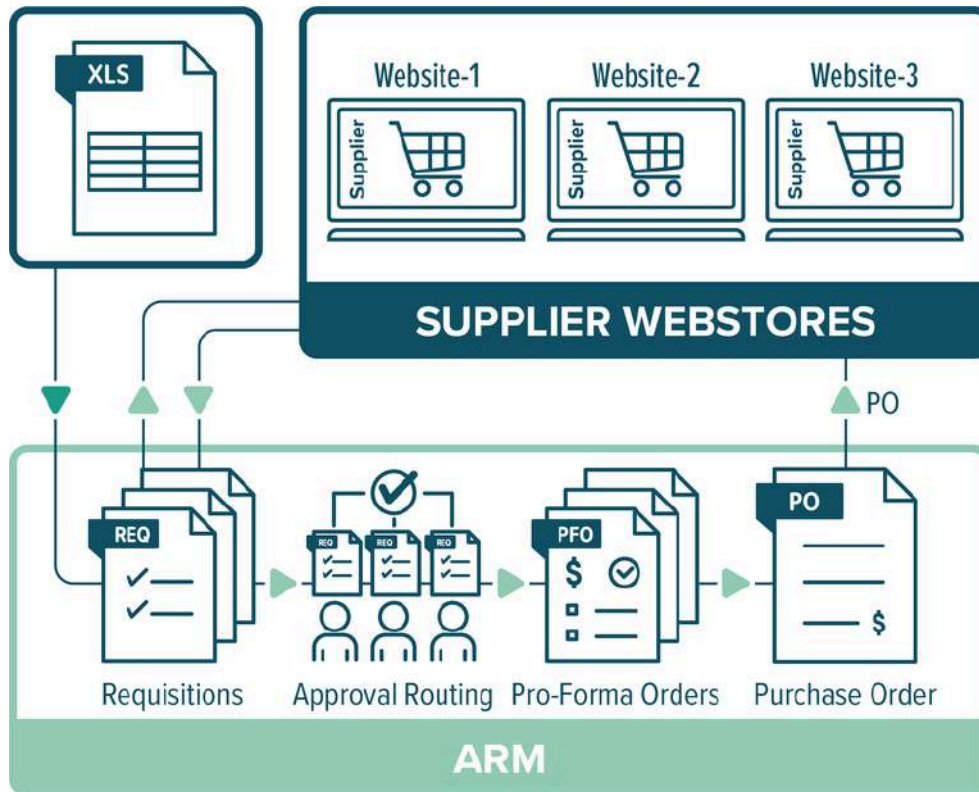 XLS
Website-1
Website-2
Website-3
Supplier
Supplier
Supplier
SUPPLIER WEBSTORES
PO
REQ
REQ
REQ
REQ
PFO
$
PO
$
Requisitions
Approval Routing
Pro-Forma Orders
Purchase Order
ARM